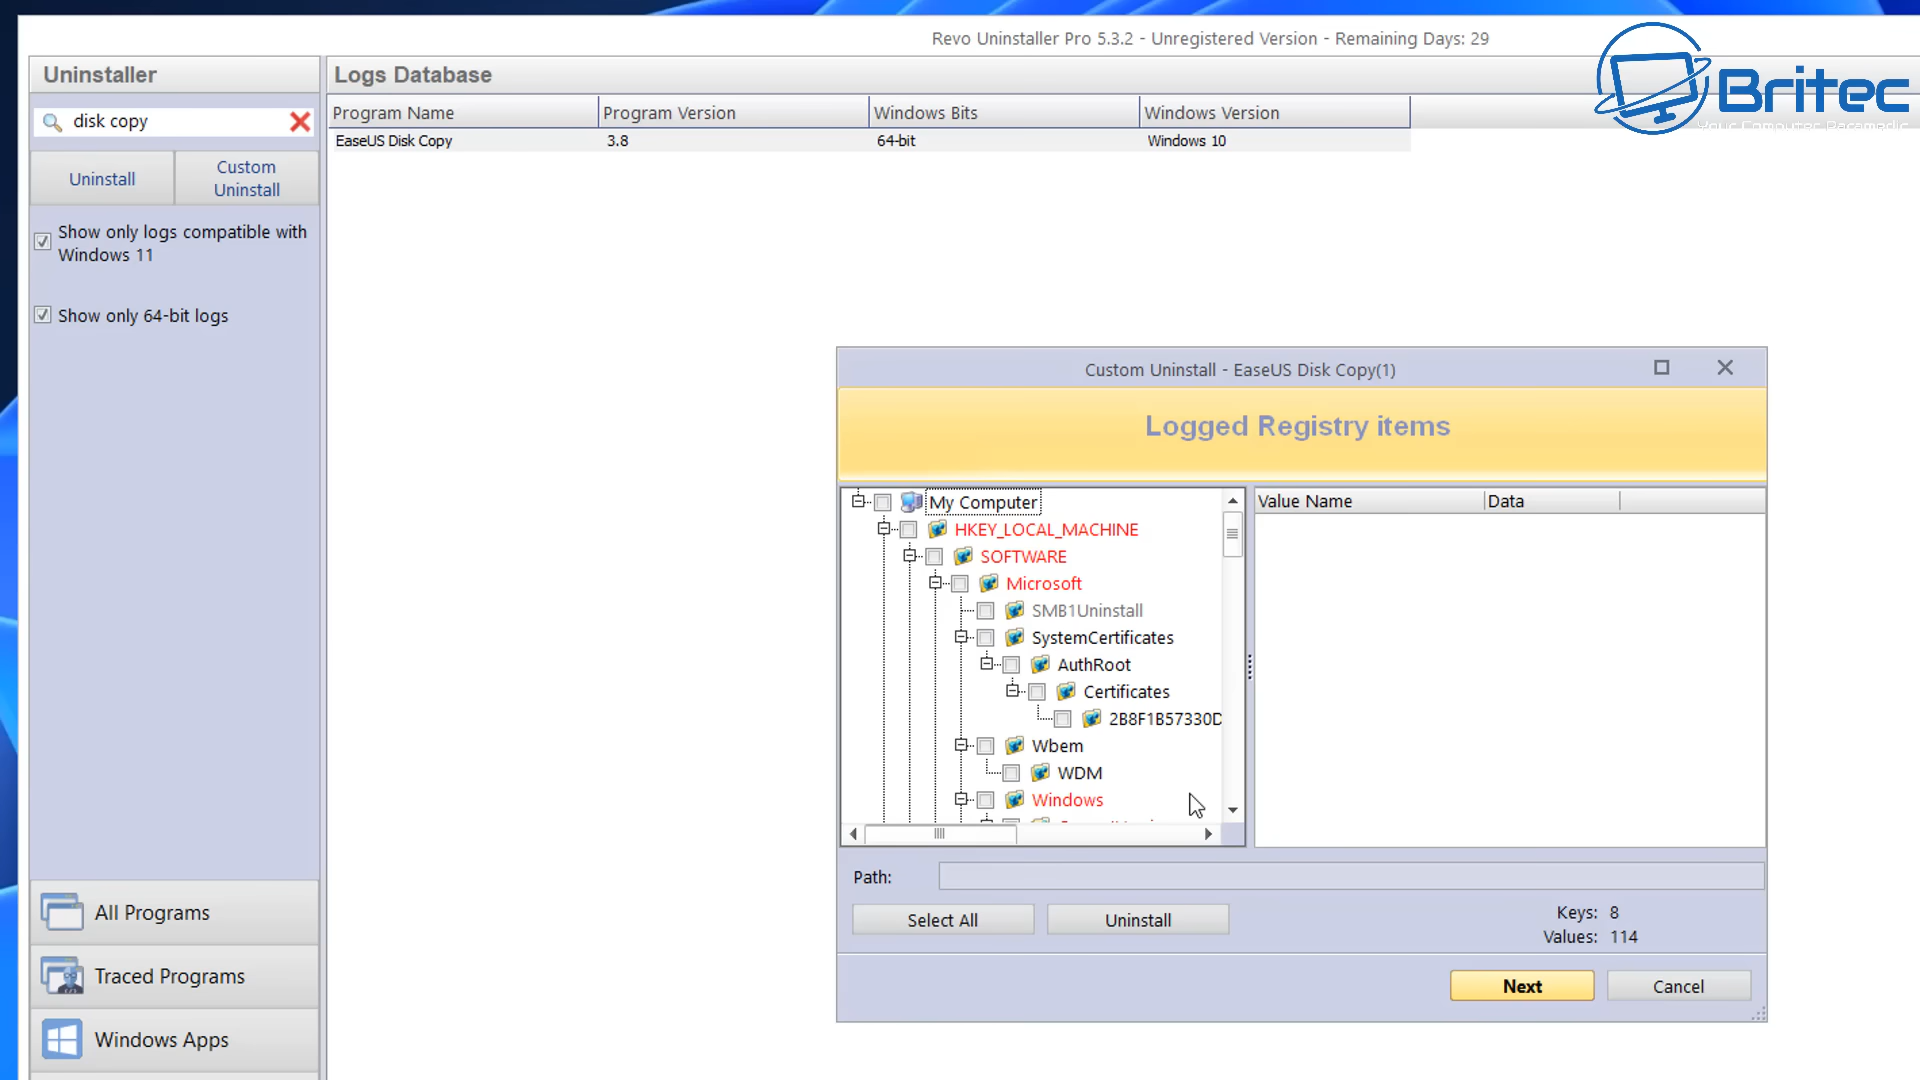 Revo Uninstaller Pro 5.3.2 - Unregistered Version - Remaining Days: 29
Britec
Your Computer Paramedic
Uninstaller
Logs Database
disk copy
Program Name
Program Version
Windows Bits
Windows Version
EaseUS Disk Copy
3.8
64-bit
Windows 10
Uninstall
Custom
Uninstall
Show only logs compatible with
Windows 11
Show only 64-bit logs
Custom Uninstall - EaseUS Disk Copy(1)
Logged Registry items
My Computer
HKEY_LOCAL_MACHINE
SOFTWARE
Microsoft
SMB1Uninstall
SystemCertificates
AuthRoot
Certificates
2B8F1B57330D
Wbem
WDM
Windows
Value Name
Data
Path:
Select All
Uninstall
Keys: 8
Values: 114
Next
Cancel
All Programs
Traced Programs
Windows Apps